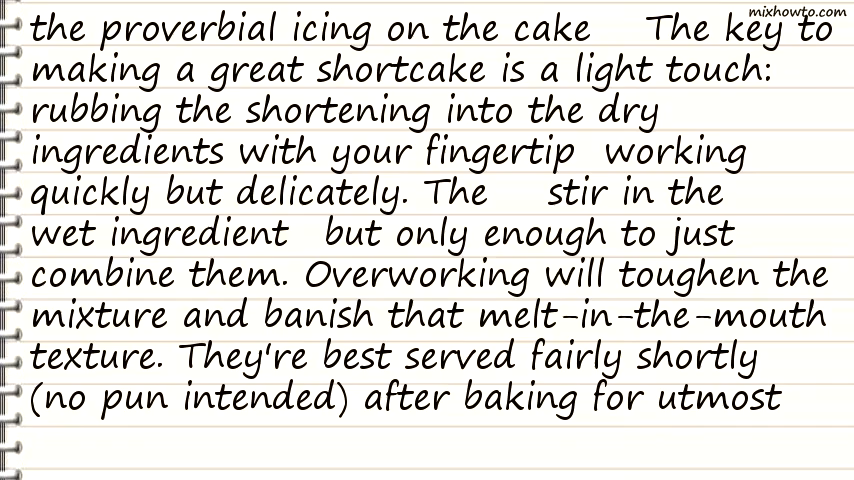 mixhowto.com
the proverbial icing on the cake The key to
making a great shortcake is a light touch:
rubbing the shortening into the dry
ingredients with your fingertip working
quickly but delicately. The stir in the
wet ingredient but only enough to just
combine them. Overworking will toughen the
mixture and banish that melt-in-the-mouth
texture. They're best served fairly shortly
(no pun intended) after baking for utmost